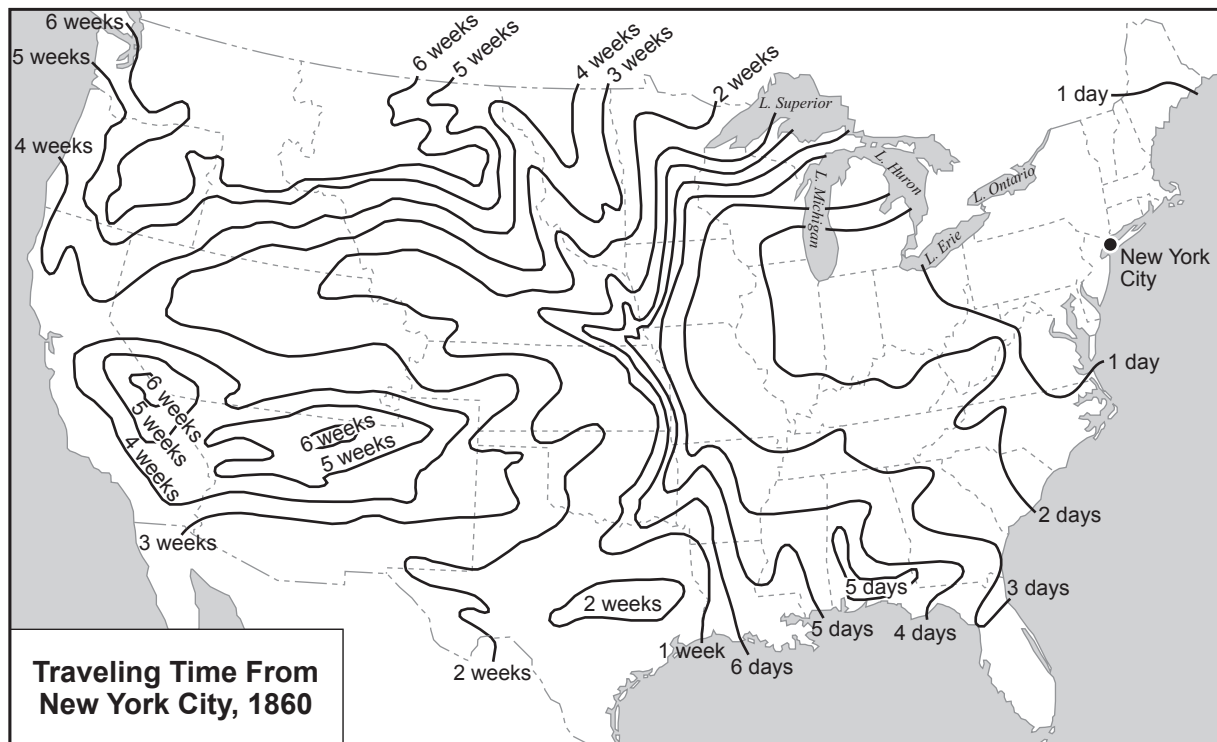 6 weeks
5 weeks
4 weeks
6 weeks
5 weeks
4 weeks
3 weeks
2 weeks
1 day
L. Superior
L. Huron
L. Ontario
L. Michigan
L. Erie
New York
City
1 day
6 weeks
5 weeks
4 weeks
6 weeks
5 weeks
3 weeks
2 days
2 weeks
5 days
3 days
2 weeks
1 week
6 days
5 days
4 days
Traveling Time From
New York City, 1860